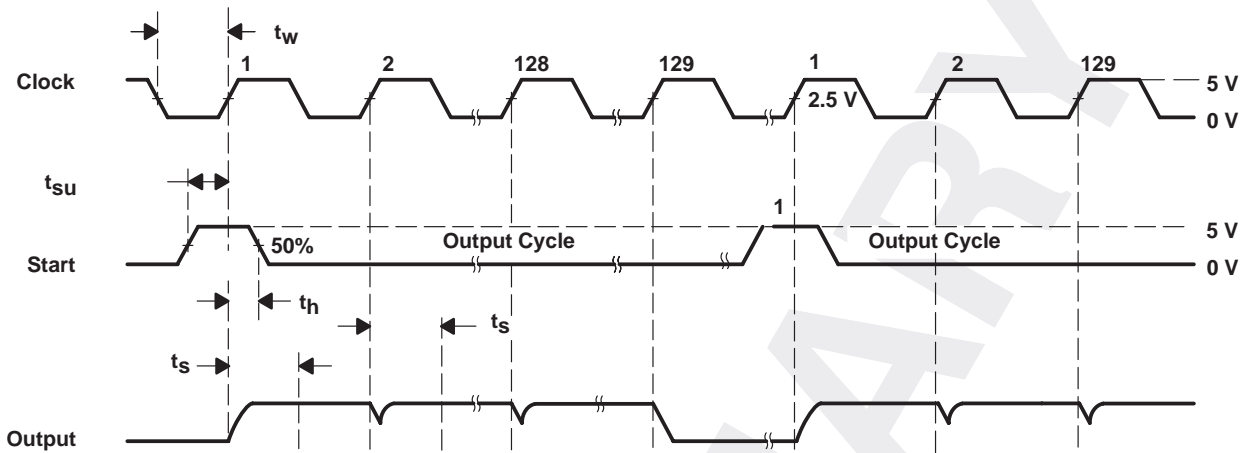 tw
Clock
1
2
128
129
1
2
129
5 V
2.5 V
0 V
tsu
1
5 V
50%
Output Cycle
Output Cycle
Start
0 V
th
ts
ts
Output